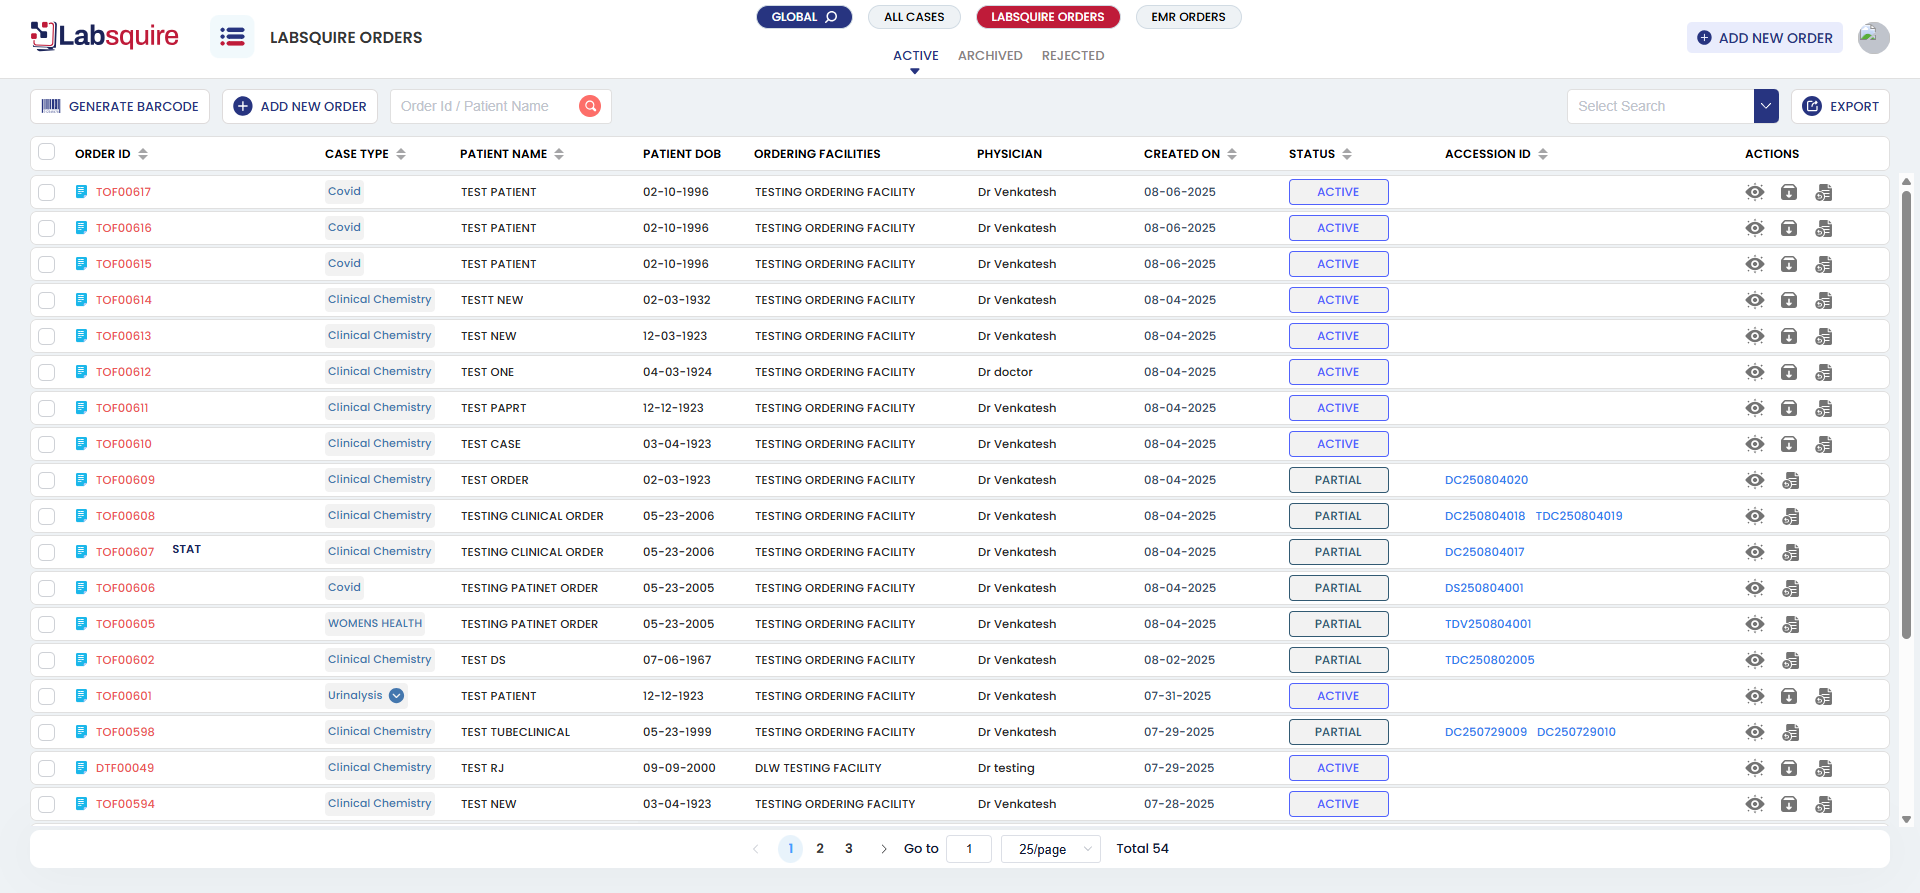 Labsquire
LABSQUIRE ORDERS
GLOBAL ALL CASES LABSQUIRE ORDERS EMR ORDERS
ACTIVE ARCHIVED REJECTED
ADD NEW ORDER
GENERATE BARCODE ADD NEW ORDER Order Id / Patient Name Select Search EXPORT
ORDER ID CASE TYPE PATIENT NAME PATIENT DOB ORDERING FACILITIES PHYSICIAN CREATED ON STATUS ACCESSION ID ACTIONS
TOF00617 Covid TEST PATIENT 02-10-1996 TESTING ORDERING FACILITY Dr Venkatesh 08-06-2025 ACTIVE
TOF00616 Covid TEST PATIENT 02-10-1996 TESTING ORDERING FACILITY Dr Venkatesh 08-06-2025 ACTIVE
TOF00615 Covid TEST PATIENT 02-10-1996 TESTING ORDERING FACILITY Dr Venkatesh 08-06-2025 ACTIVE
TOF00614 Clinical Chemistry TESTT NEW 02-03-1932 TESTING ORDERING FACILITY Dr Venkatesh 08-04-2025 ACTIVE
TOF00613 Clinical Chemistry TEST NEW 12-03-1923 TESTING ORDERING FACILITY Dr Venkatesh 08-04-2025 ACTIVE
TOF00612 Clinical Chemistry TEST ONE 04-03-1924 TESTING ORDERING FACILITY Dr doctor 08-04-2025 ACTIVE
TOF00611 Clinical Chemistry TEST PAPRT 12-12-1923 TESTING ORDERING FACILITY Dr Venkatesh 08-04-2025 ACTIVE
TOF00610 Clinical Chemistry TEST CASE 03-04-1923 TESTING ORDERING FACILITY Dr Venkatesh 08-04-2025 ACTIVE
TOF00609 Clinical Chemistry TEST ORDER 02-03-1923 TESTING ORDERING FACILITY Dr Venkatesh 08-04-2025 PARTIAL DC250804020
TOF00608 Clinical Chemistry TESTING CLINICAL ORDER 05-23-2006 TESTING ORDERING FACILITY Dr Venkatesh 08-04-2025 PARTIAL DC250804018 TDC250804019
TOF00607 STAT Clinical Chemistry TESTING CLINICAL ORDER 05-23-2006 TESTING ORDERING FACILITY Dr Venkatesh 08-04-2025 PARTIAL DC250804017
TOF00606 Covid TESTING PATINET ORDER 05-23-2005 TESTING ORDERING FACILITY Dr Venkatesh 08-04-2025 PARTIAL DS250804001
TOF00605 WOMENS HEALTH TESTING PATINET ORDER 05-23-2005 TESTING ORDERING FACILITY Dr Venkatesh 08-04-2025 PARTIAL TDV250804001
TOF00602 Clinical Chemistry TEST DS 07-06-1967 TESTING ORDERING FACILITY Dr Venkatesh 08-02-2025 PARTIAL TDC250802005
TOF00601 Urinalysis TEST PATIENT 12-12-1923 TESTING ORDERING FACILITY Dr Venkatesh 07-31-2025 ACTIVE
TOF00598 Clinical Chemistry TEST TUBECLINICAL 05-23-1999 TESTING ORDERING FACILITY Dr Venkatesh 07-29-2025 PARTIAL DC250729009 DC250729010
DTF00049 Clinical Chemistry TEST RJ 09-09-2000 DLW TESTING FACILITY Dr testing 07-29-2025 ACTIVE
TOF00594 Clinical Chemistry TEST NEW 03-04-1923 TESTING ORDERING FACILITY Dr Venkatesh 07-28-2025 ACTIVE
1 2 3 Go to 1 25/page Total 54